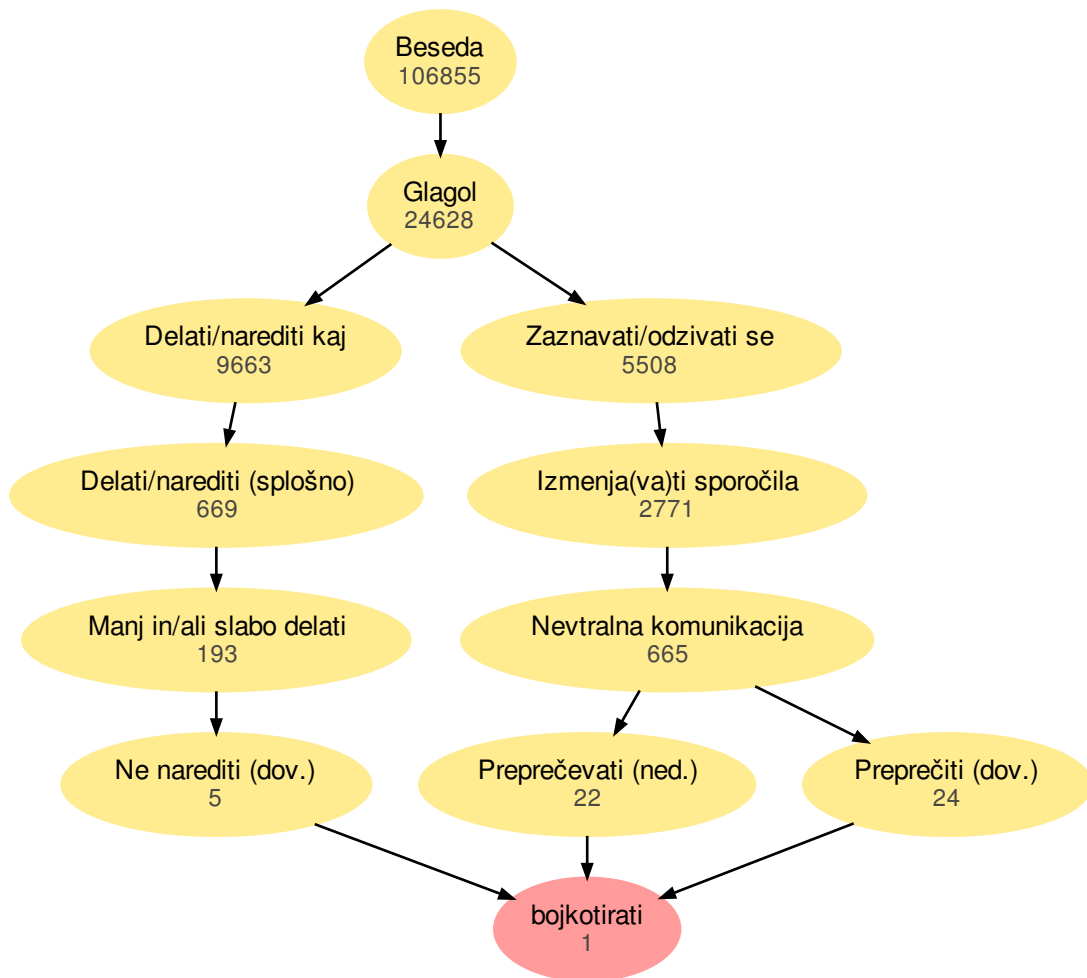 Beseda
106855
Glagol
24628
Delati/narediti kaj
9663
Zaznavati/odzivati se
5508
Delati/narediti (splošno)
669
Izmenja(va)ti sporočila
2771
Manj in/ali slabo delati
193
Nevtralna komunikacija
665
Ne narediti (dov.)
5
Preprečevati (ned.)
22
Preprečiti (dov.)
24
bojkotirati
1